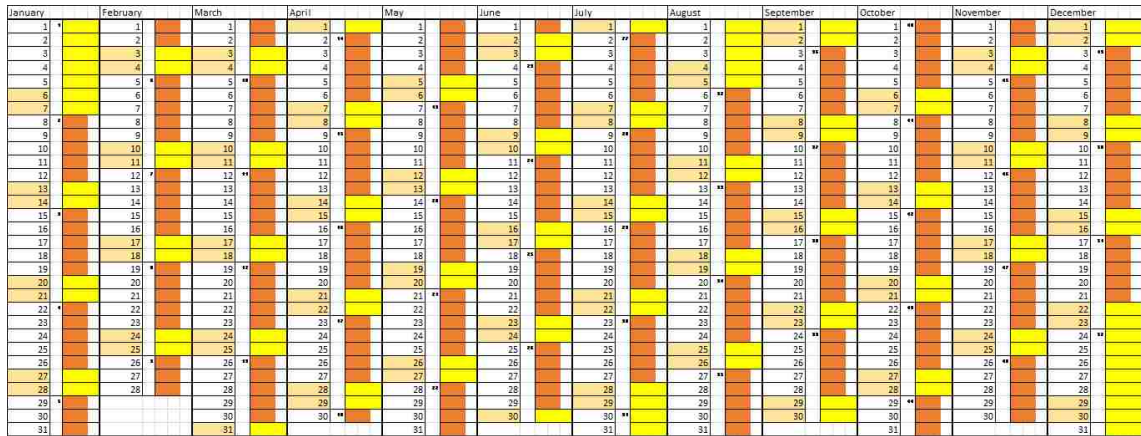 January February March April May June July August September October November December
1 1 1 1 1 1 1 1 1 1 1 1
2 2 2 2 2 2 2 2 2 2 2 2
3 3 3 3 3 3 3 3 3 3 3 3
4 4 4 4 4 4 4 4 4 4 4 4
5 5 5 5 5 5 5 5 5 5 5 5
6 6 6 6 6 6 6 6 6 6 6 6
7 7 7 7 7 7 7 7 7 7 7 7
8 8 8 8 8 8 8 8 8 8 8 8
9 9 9 9 9 9 9 9 9 9 9 9
10 10 10 10 10 10 10 10 10 10 10 10
11 11 11 11 11 11 11 11 11 11 11 11
12 12 12 12 12 12 12 12 12 12 12 12
13 13 13 13 13 13 13 13 13 13 13 13
14 14 14 14 14 14 14 14 14 14 14 14
15 15 15 15 15 15 15 15 15 15 15 15
16 16 16 16 16 16 16 16 16 16 16 16
17 17 17 17 17 17 17 17 17 17 17 17
18 18 18 18 18 18 18 18 18 18 18 18
19 19 19 19 19 19 19 19 19 19 19 19
20 20 20 20 20 20 20 20 20 20 20 20
21 21 21 21 21 21 21 21 21 21 21 21
22 22 22 22 22 22 22 22 22 22 22 22
23 23 23 23 23 23 23 23 23 23 23 23
24 24 24 24 24 24 24 24 24 24 24 24
25 25 25 25 25 25 25 25 25 25 25 25
26 26 26 26 26 26 26 26 26 26 26 26
27 27 27 27 27 27 27 27 27 27 27 27
28 28 28 28 28 28 28 28 28 28 28 28
29 29 29 29 29 29 29 29 29 29 29
30 30 30 30 30 30 30 30 30 30 30
31 31 31 31 31 31 31